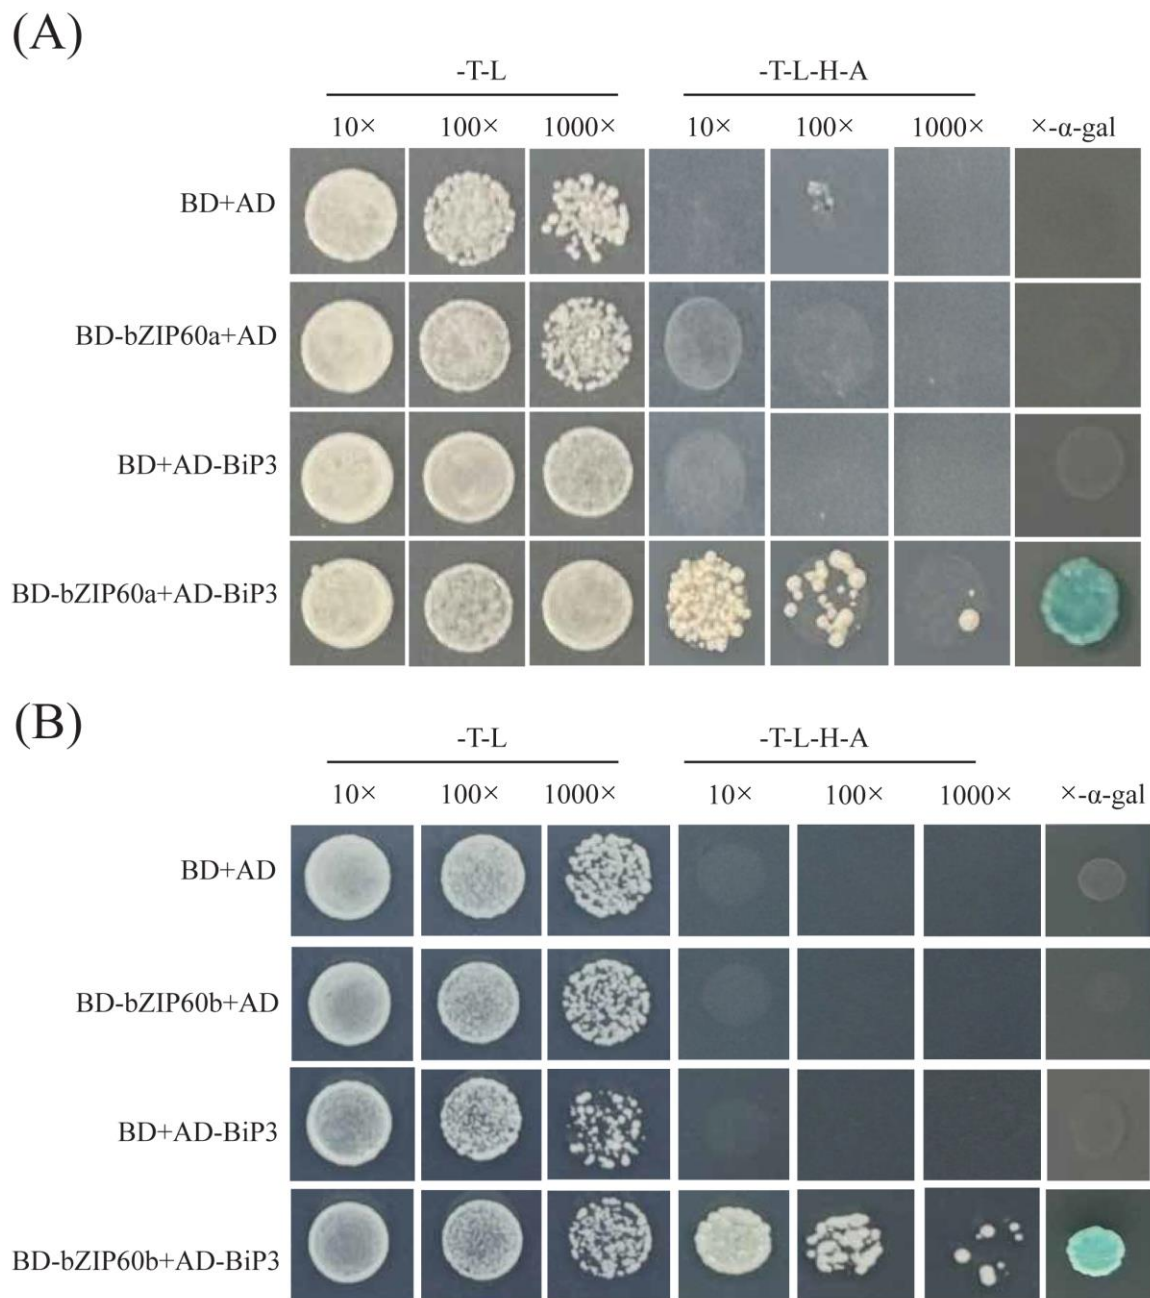 (A)
-T-L -T-L-H-A
10× 100× 1000× 10× 100× 1000× ×-α-gal
BD+AD
BD-bZIP60a+AD
BD+AD-BiP3
BD-bZIP60a+AD-BiP3
(B)
-T-L -T-L-H-A
10× 100× 1000× 10× 100× 1000× ×-α-gal
BD+AD
BD-bZIP60b+AD
BD+AD-BiP3
BD-bZIP60b+AD-BiP3